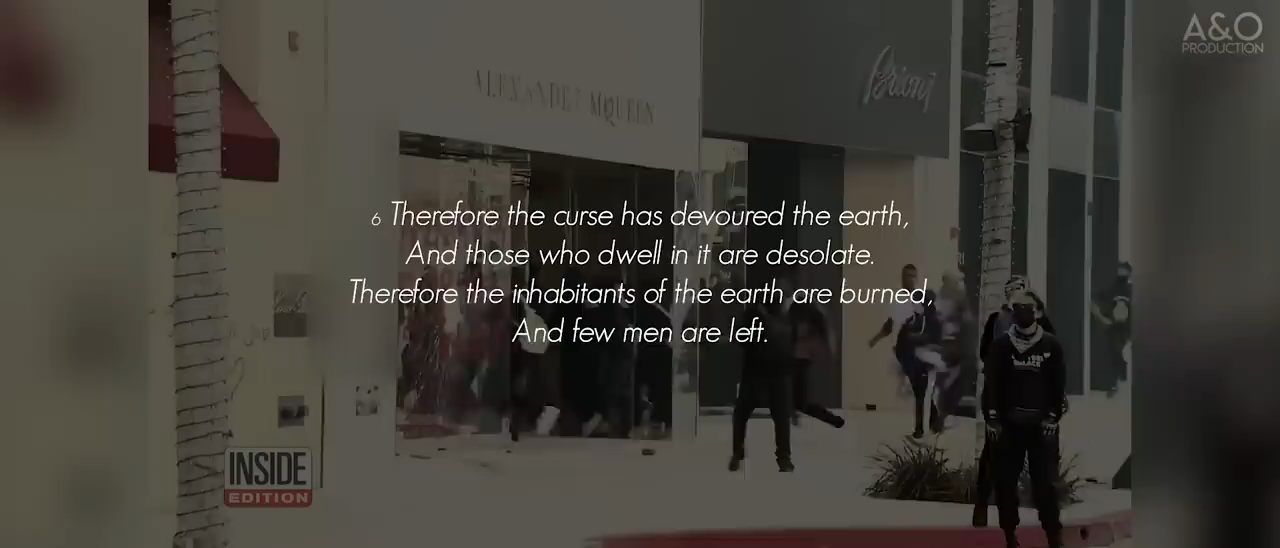 A&O
PRODUCTION
ALEXANDER MQUEEN
Brioni
6 Therefore the curse has devoured the earth,
And those who dwell in it are desolate.
Therefore the inhabitants of the earth are burned,
And few men are left.
INSIDE
EDITION